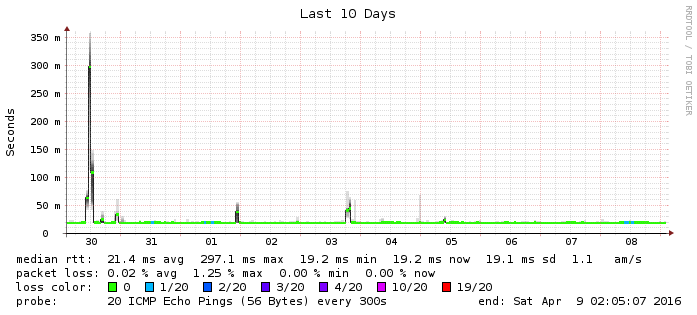 Last 10 Days
RRDTOOL / TOBI OETIKER
Seconds
350 m
300 m
250 m
200 m
150 m
100 m
50 m
0
30 31 01 02 03 04 05 06 07 08
median rtt: 21.4 ms avg 297.1 ms max 19.2 ms min 19.2 ms now 19.1 ms sd 1.1 am/s
packet loss: 0.02 % avg 1.25 % max 0.00 % min 0.00 % now
loss color: 0 1/20 2/20 3/20 4/20 10/20 19/20
probe: 20 ICMP Echo Pings (56 Bytes) every 300s end: Sat Apr 9 02:05:07 2016